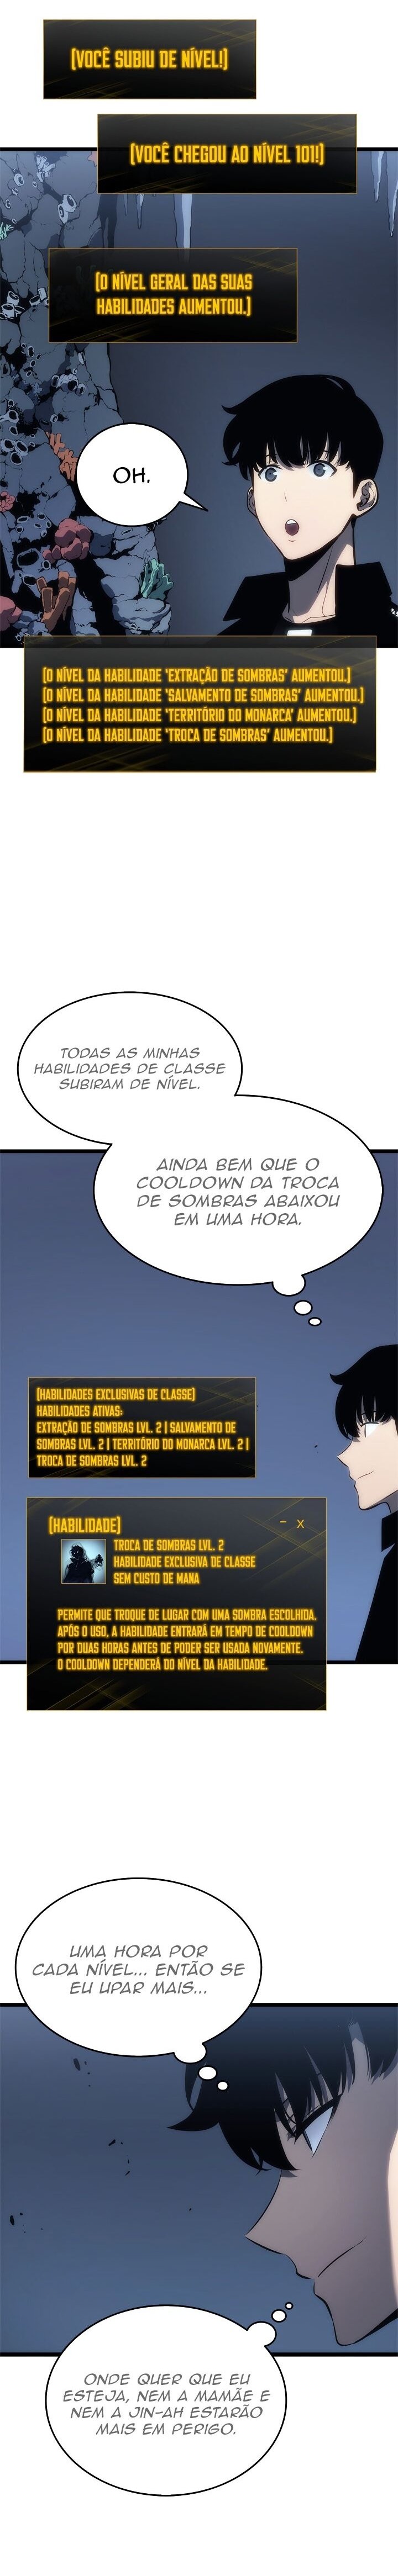 (VOCÊ SUBIU DE NÍVEL!)
(VOCÊ CHEGOU AO NÍVEL 101!)
(O NÍVEL GERAL DAS SUAS
HABILIDADES AUMENTOU.)
OH.
(O NÍVEL DA HABILIDADE 'EXTRAÇÃO DE SOMBRAS' AUMENTOU.)
(O NÍVEL DA HABILIDADE 'SALVAMENTO DE SOMBRAS' AUMENTOU.)
(O NÍVEL DA HABILIDADE 'TERRITÓRIO DO MONARCA' AUMENTOU.)
(O NÍVEL DA HABILIDADE 'TROCA DE SOMBRAS' AUMENTOU.)
TODAS AS MINHAS
HABILIDADES DE CLASSE
SUBIRAM DE NÍVEL.
AINDA BEM QUE O
COOLDOWN DA TROCA
DE SOMBRAS ABAIXOU
EM UMA HORA.
(HABILIDADES EXCLUSIVAS DE CLASSE)
HABILIDADES ATIVAS:
EXTRAÇÃO DE SOMBRAS LVL. 2 | SALVAMENTO DE
SOMBRAS LVL. 2 | TERRITÓRIO DO MONARCA LVL. 2 |
TROCA DE SOMBRAS LVL. 2
(HABILIDADE) - X
TROCA DE SOMBRAS LVL. 2
HABILIDADE EXCLUSIVA DE CLASSE
SEM CUSTO DE MANA
PERMITE QUE TROQUE DE LUGAR COM UMA SOMBRA ESCOLHIDA.
APÓS O USO, A HABILIDADE ENTRARÁ EM TEMPO DE COOLDOWN
POR DUAS HORAS ANTES DE PODER SER USADA NOVAMENTE.
O COOLDOWN DEPENDERÁ DO NÍVEL DA HABILIDADE.
UMA HORA POR
CADA NÍVEL... ENTÃO SE
EU UPAR MAIS...
ONDE QUER QUE EU
ESTEJA, NEM A MAMÃE E
NEM A JIN-AH ESTARÃO
MAIS EM PERIGO.